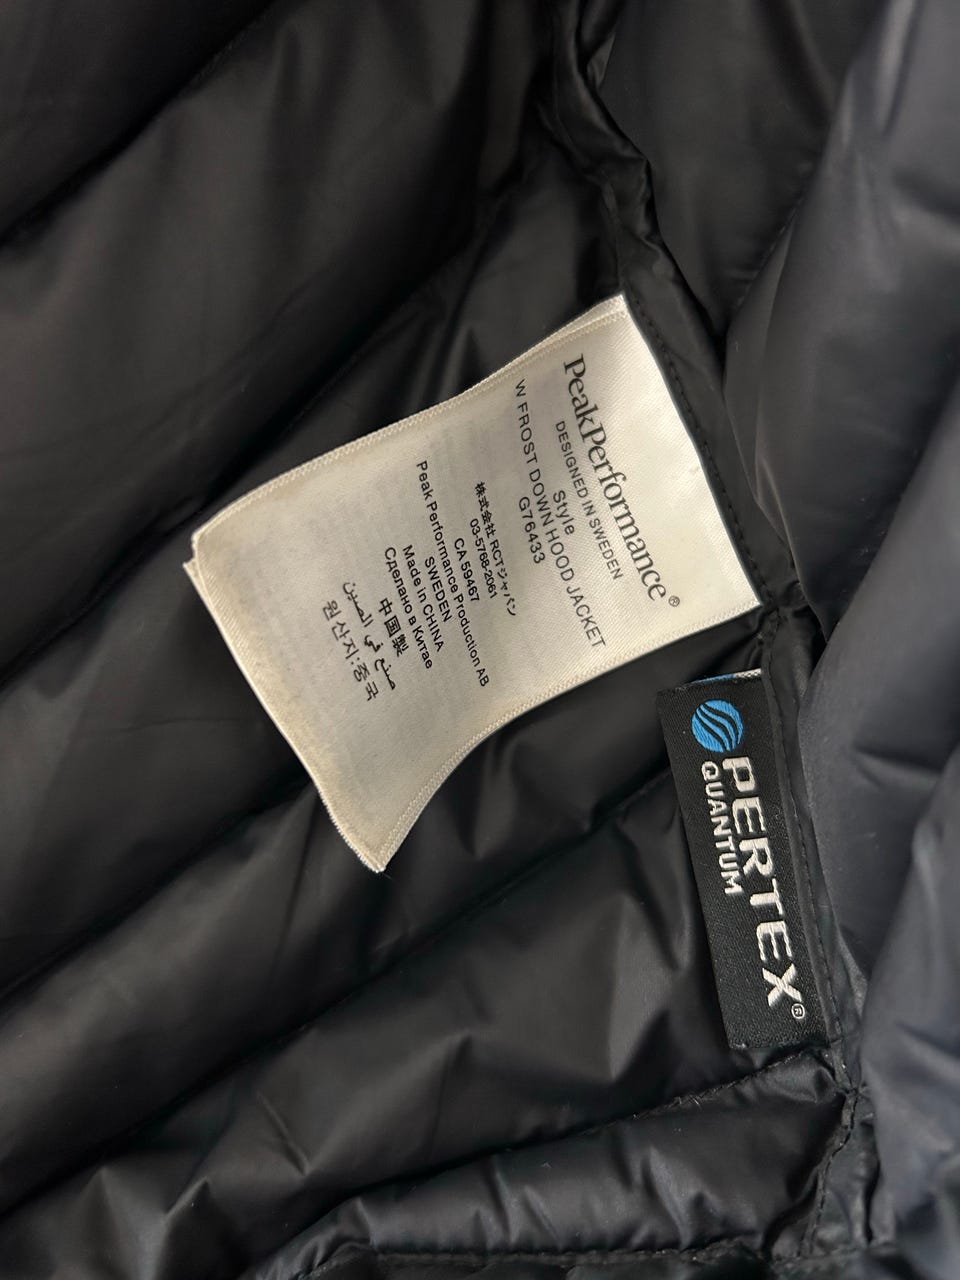 PeakPerformance®
DESIGNED IN SWEDEN
Style
W FROST DOWN HOOD JACKET
G76433
株式会社 RCTジャパン
03-5768-2061
CA 59467
Peak Performance Production AB
SWEDEN
Made in CHINA
Сделано в Китае
中国製
صنع في الصين
원산지:중국
PERTEX®
QUANTUM